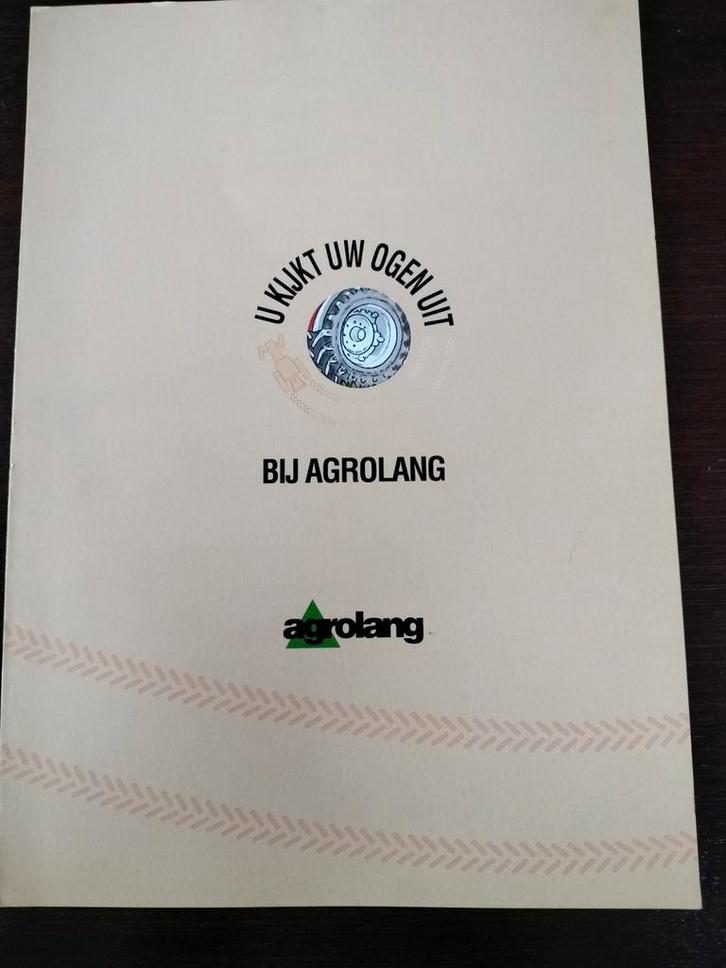 U KIJKT UW OGEN UIT
BIJ AGROLANG
agrolang